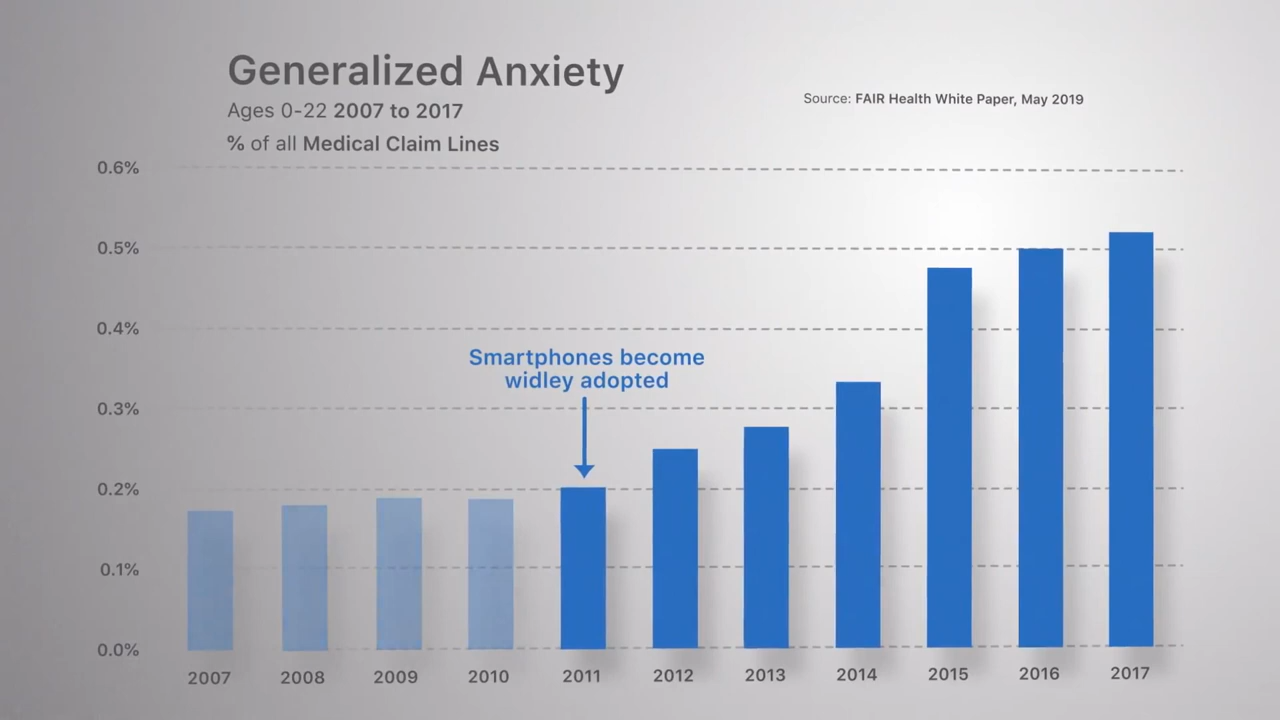 Generalized Anxiety
Ages 0-22 2007 to 2017
% of all Medical Claim Lines
Source: FAIR Health White Paper, May 2019
0.6%
0.5%
0.4%
0.3%
0.2%
0.1%
0.0%
Smartphones become
widley adopted
2007 2008 2009 2010 2011 2012 2013 2014 2015 2016 2017